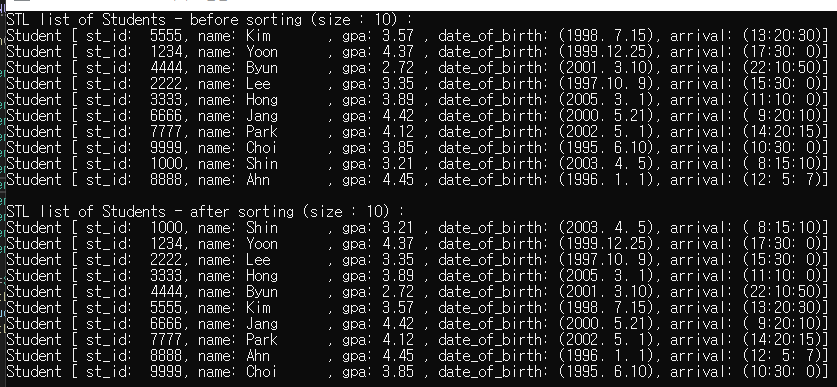 STL list of Students - before sorting (size : 10) :
Student [ st_id:  5555, name: Kim      , gpa: 3.57 , date_of_birth: (1998. 7.15), arrival: (13:20:30)]
Student [ st_id:  1234, name: Yoon     , gpa: 4.37 , date_of_birth: (1999.12.25), arrival: (17:30: 0)]
Student [ st_id:  4444, name: Byun     , gpa: 2.72 , date_of_birth: (2001. 3.10), arrival: (22:10:50)]
Student [ st_id:  2222, name: Lee      , gpa: 3.35 , date_of_birth: (1997.10. 9), arrival: (15:30: 0)]
Student [ st_id:  3333, name: Hong     , gpa: 3.89 , date_of_birth: (2005. 3. 1), arrival: (11:10: 0)]
Student [ st_id:  6666, name: Jang     , gpa: 4.42 , date_of_birth: (2000. 5.21), arrival: ( 9:20:10)]
Student [ st_id:  7777, name: Park     , gpa: 4.12 , date_of_birth: (2002. 5. 1), arrival: (14:20:15)]
Student [ st_id:  9999, name: Choi     , gpa: 3.85 , date_of_birth: (1995. 6.10), arrival: (10:30: 0)]
Student [ st_id:  1000, name: Shin     , gpa: 3.21 , date_of_birth: (2003. 4. 5), arrival: ( 8:15:10)]
Student [ st_id:  8888, name: Ahn      , gpa: 4.45 , date_of_birth: (1996. 1. 1), arrival: (12: 5: 7)]
STL list of Students - after sorting (size : 10) :
Student [ st_id:  1000, name: Shin     , gpa: 3.21 , date_of_birth: (2003. 4. 5), arrival: ( 8:15:10)]
Student [ st_id:  1234, name: Yoon     , gpa: 4.37 , date_of_birth: (1999.12.25), arrival: (17:30: 0)]
Student [ st_id:  2222, name: Lee      , gpa: 3.35 , date_of_birth: (1997.10. 9), arrival: (15:30: 0)]
Student [ st_id:  3333, name: Hong     , gpa: 3.89 , date_of_birth: (2005. 3. 1), arrival: (11:10: 0)]
Student [ st_id:  4444, name: Byun     , gpa: 2.72 , date_of_birth: (2001. 3.10), arrival: (22:10:50)]
Student [ st_id:  5555, name: Kim      , gpa: 3.57 , date_of_birth: (1998. 7.15), arrival: (13:20:30)]
Student [ st_id:  6666, name: Jang     , gpa: 4.42 , date_of_birth: (2000. 5.21), arrival: ( 9:20:10)]
Student [ st_id:  7777, name: Park     , gpa: 4.12 , date_of_birth: (2002. 5. 1), arrival: (14:20:15)]
Student [ st_id:  8888, name: Ahn      , gpa: 4.45 , date_of_birth: (1996. 1. 1), arrival: (12: 5: 7)]
Student [ st_id:  9999, name: Choi     , gpa: 3.85 , date_of_birth: (1995. 6.10), arrival: (10:30: 0)]